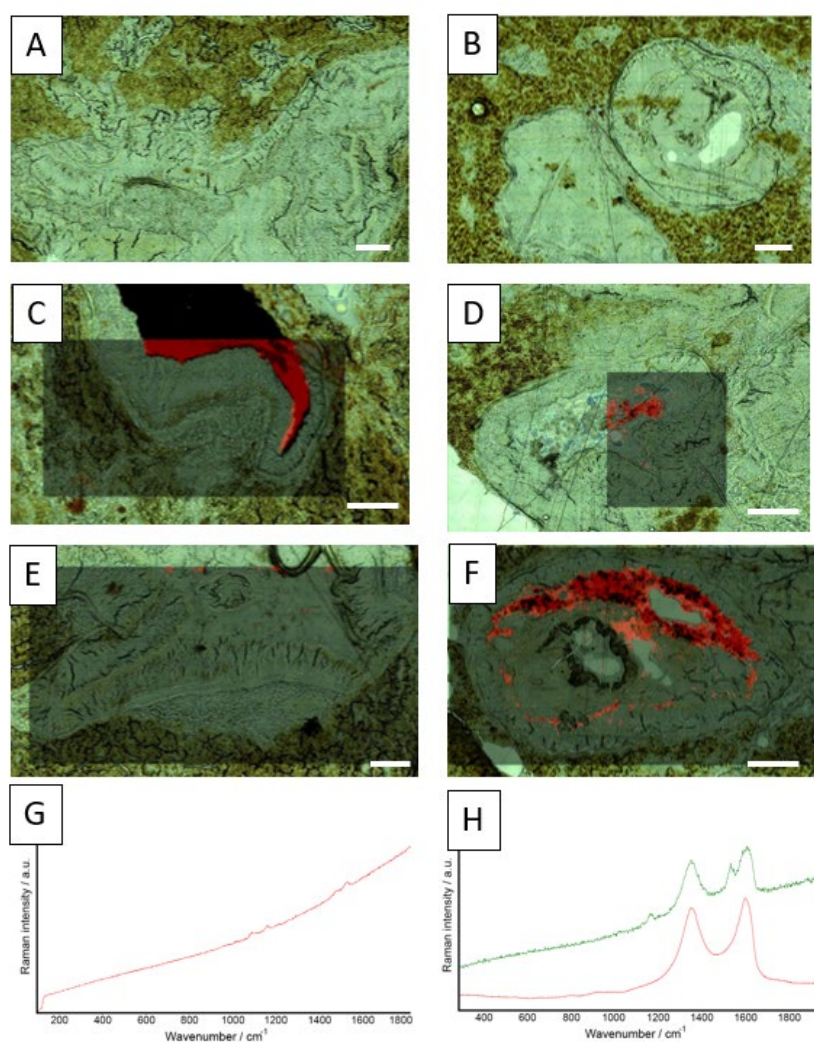 A
B
C
D
E
F
G
H
Raman intensity / a.u.
200 400 600 800 1000 1200 1400 1600 1800
Wavenumber / cm-1
Raman intensity / a.u.
400 600 800 1000 1200 1400 1600 1800
Wavenumber / cm-1